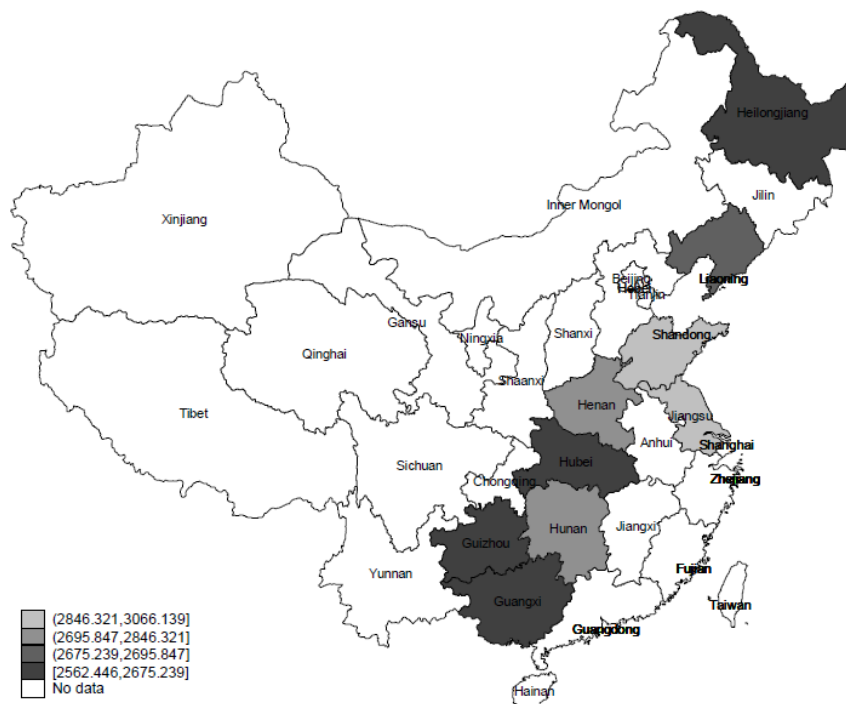 Heilongjiang
Jilin
Xinjiang
Inner Mongol
Beijing
Hebei
Tianjin
Liaoning
Gansu
Ningxia
Shanxi
Shandong
Qinghai
Shaanxi
Henan
Jiangsu
Tibet
Anhui
Shanghai
Sichuan
Hubei
Chongqing
Zhejiang
Guizhou
Hunan
Jiangxi
Yunnan
Fujian
Guangxi
Taiwan
Guangdong
Hainan
(2846.321,3066.139]
(2695.847,2846.321]
(2675.239,2695.847]
[2562.446,2675.239]
No data